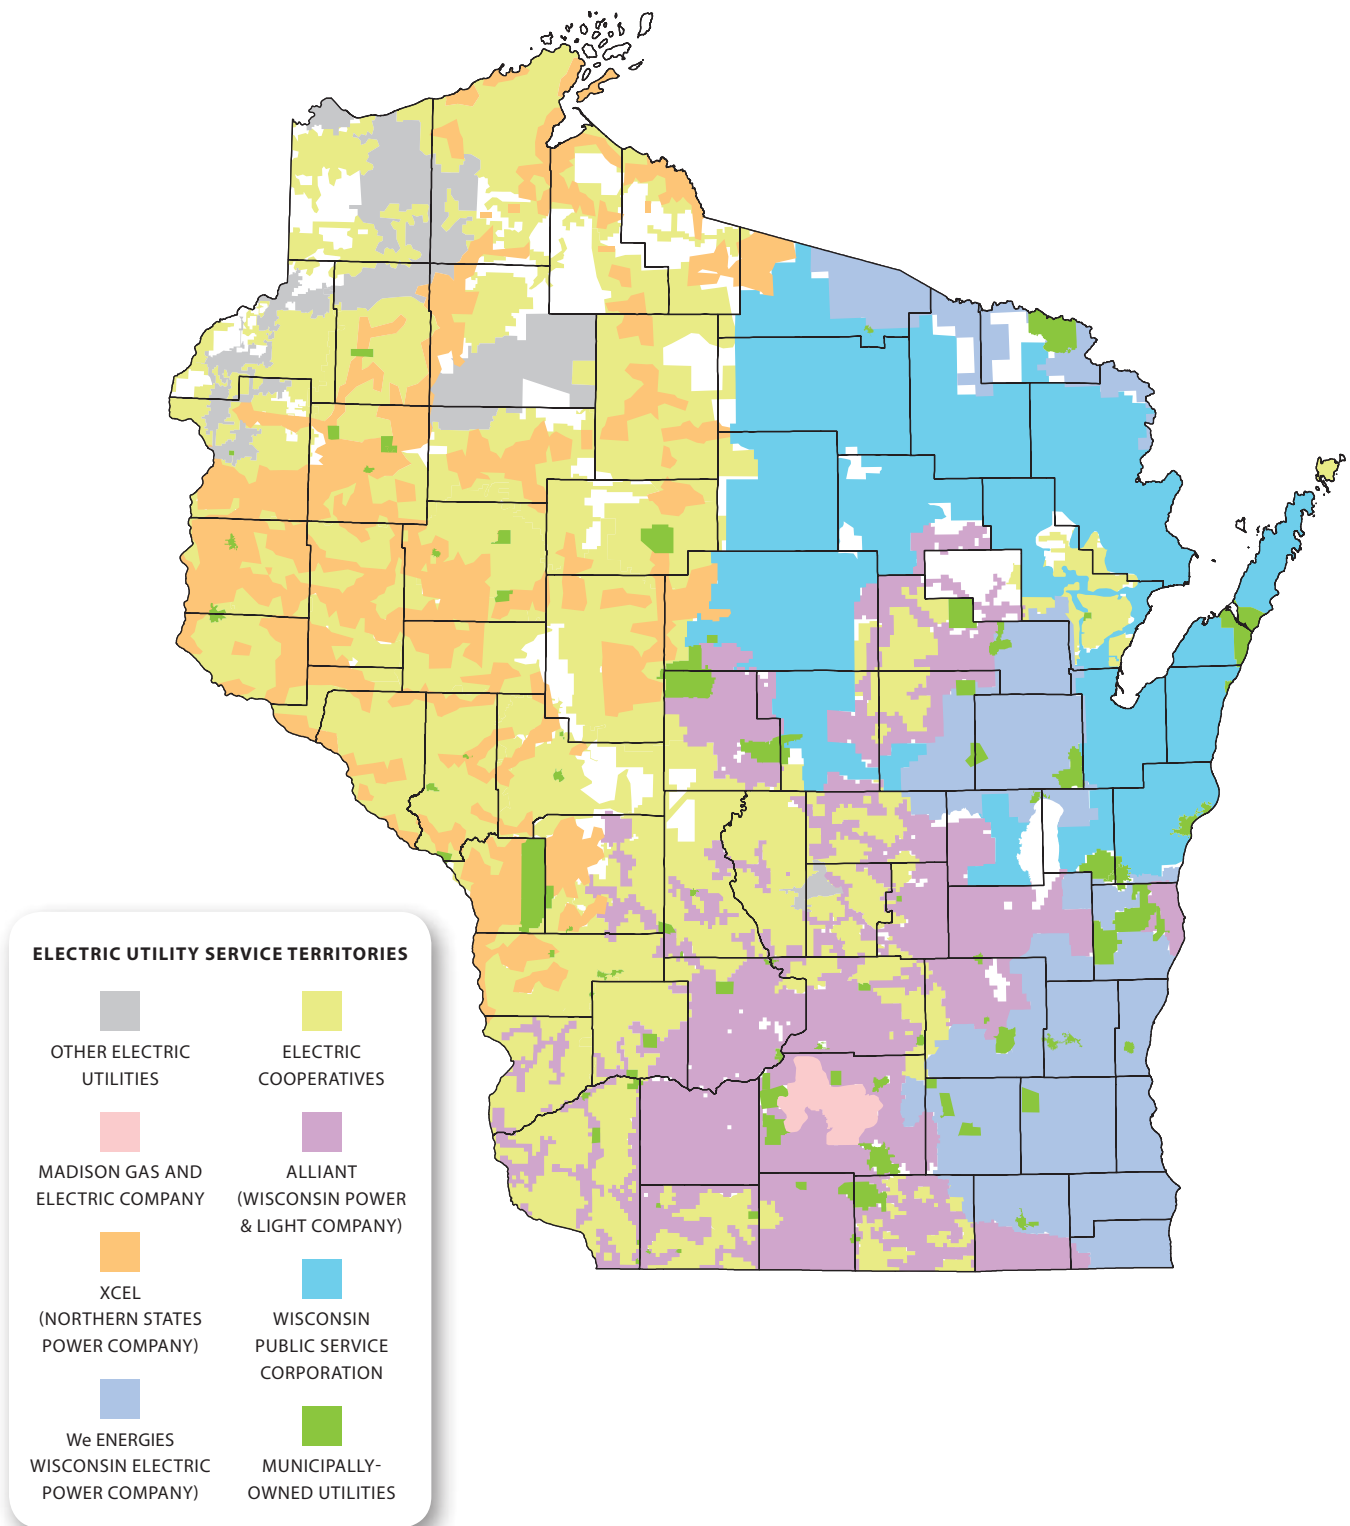 ELECTRIC UTILITY SERVICE TERRITORIES
OTHER ELECTRIC
UTILITIES
ELECTRIC
COOPERATIVES
MADISON GAS AND
ELECTRIC COMPANY
ALLIANT
(WISCONSIN POWER
& LIGHT COMPANY)
XCEL
(NORTHERN STATES
POWER COMPANY)
WISCONSIN
PUBLIC SERVICE
CORPORATION
We ENERGIES
WISCONSIN ELECTRIC
POWER COMPANY)
MUNICIPALLY-
OWNED UTILITIES